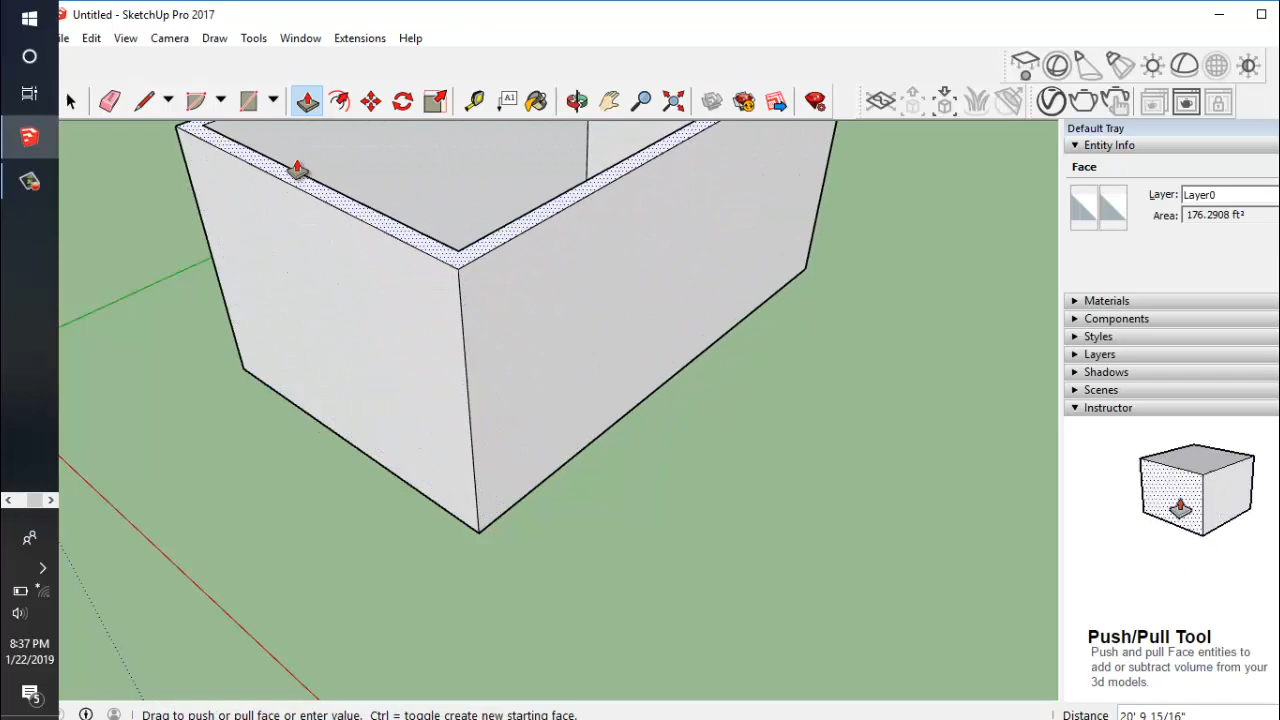 Untitled - SketchUp Pro 2017
ile Edit View Camera Draw Tools Window Extensions Help
A1
Default Tray
Entity Info
Face
Layer: Layer0
Area: 176.2908 ft²
Materials
Components
Styles
Layers
Shadows
Scenes
Instructor
Push/Pull Tool
Push and pull Face entities to
add or subtract volume from your
3d models.
8:37 PM
1/22/2019
5
Drag to push or pull face or enter value. Ctrl = toggle create new starting face.
Distance 20' 9 15/16"